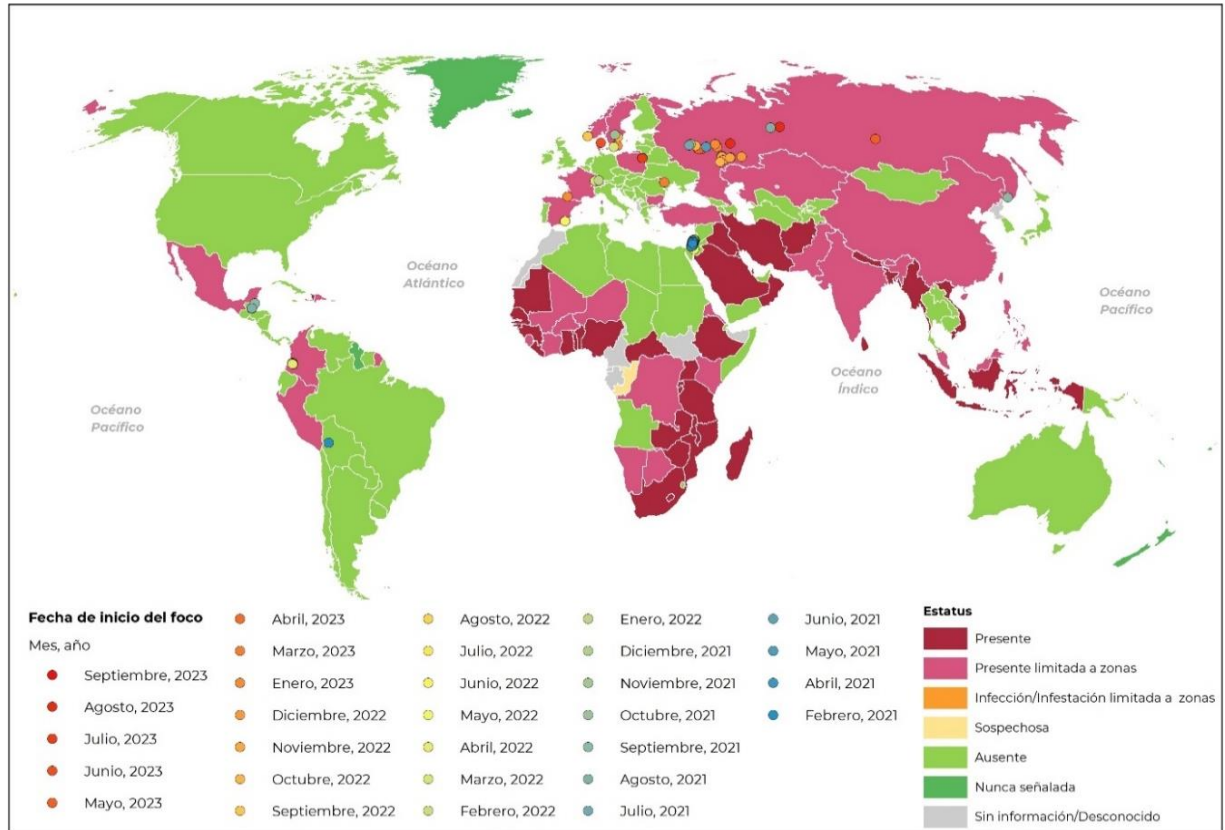 Océano
Atlántico
Océano
Pacífico
Océano
Índico
Océano
Pacífico
Fecha de inicio del foco
Mes, año
Septiembre, 2023
Agosto, 2023
Julio, 2023
Junio, 2023
Mayo, 2023
Abril, 2023
Marzo, 2023
Enero, 2023
Diciembre, 2022
Noviembre, 2022
Octubre, 2022
Septiembre, 2022
Agosto, 2022
Julio, 2022
Junio, 2022
Mayo, 2022
Abril, 2022
Marzo, 2022
Febrero, 2022
Enero, 2022
Diciembre, 2021
Noviembre, 2021
Octubre, 2021
Septiembre, 2021
Agosto, 2021
Julio, 2021
Junio, 2021
Mayo, 2021
Abril, 2021
Febrero, 2021
Estatus
Presente
Presente limitada a zonas
Infección/Infestación limitada a zonas
Sospechosa
Ausente
Nunca señalada
Sin información/Desconocido